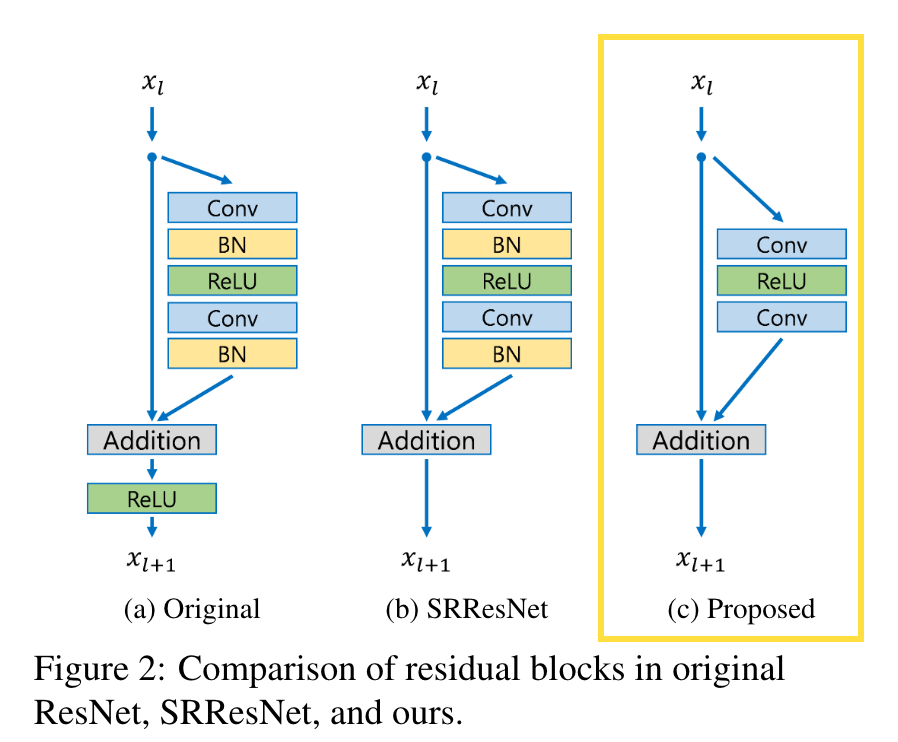 x_l
Conv
BN
ReLU
Conv
BN
Addition
ReLU
x_{l+1}
(a) Original
x_l
Conv
BN
ReLU
Conv
BN
Addition
x_{l+1}
(b) SRResNet
x_l
Conv
ReLU
Conv
Addition
x_{l+1}
(c) Proposed
Figure 2: Comparison of residual blocks in original
ResNet, SRResNet, and ours.